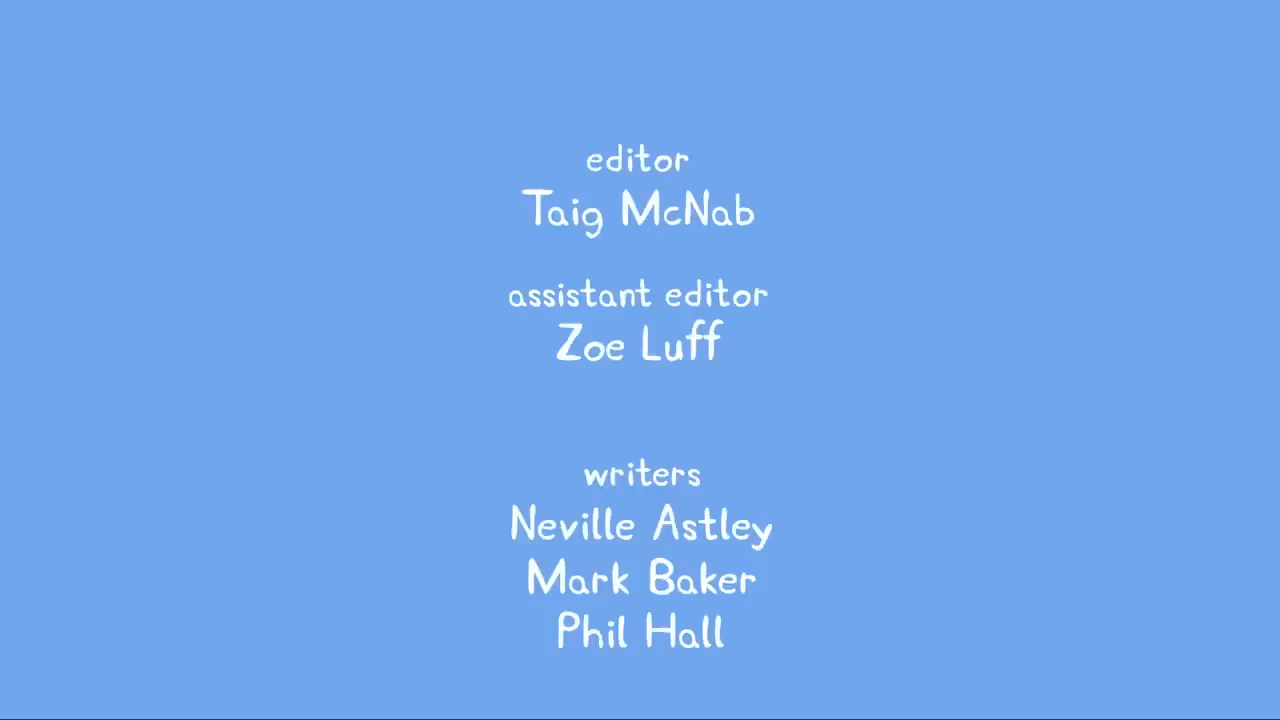 editor
Taig McNab
assistant editor
Zoe Luff
writers
Neville Astley
Mark Baker
Phil Hall